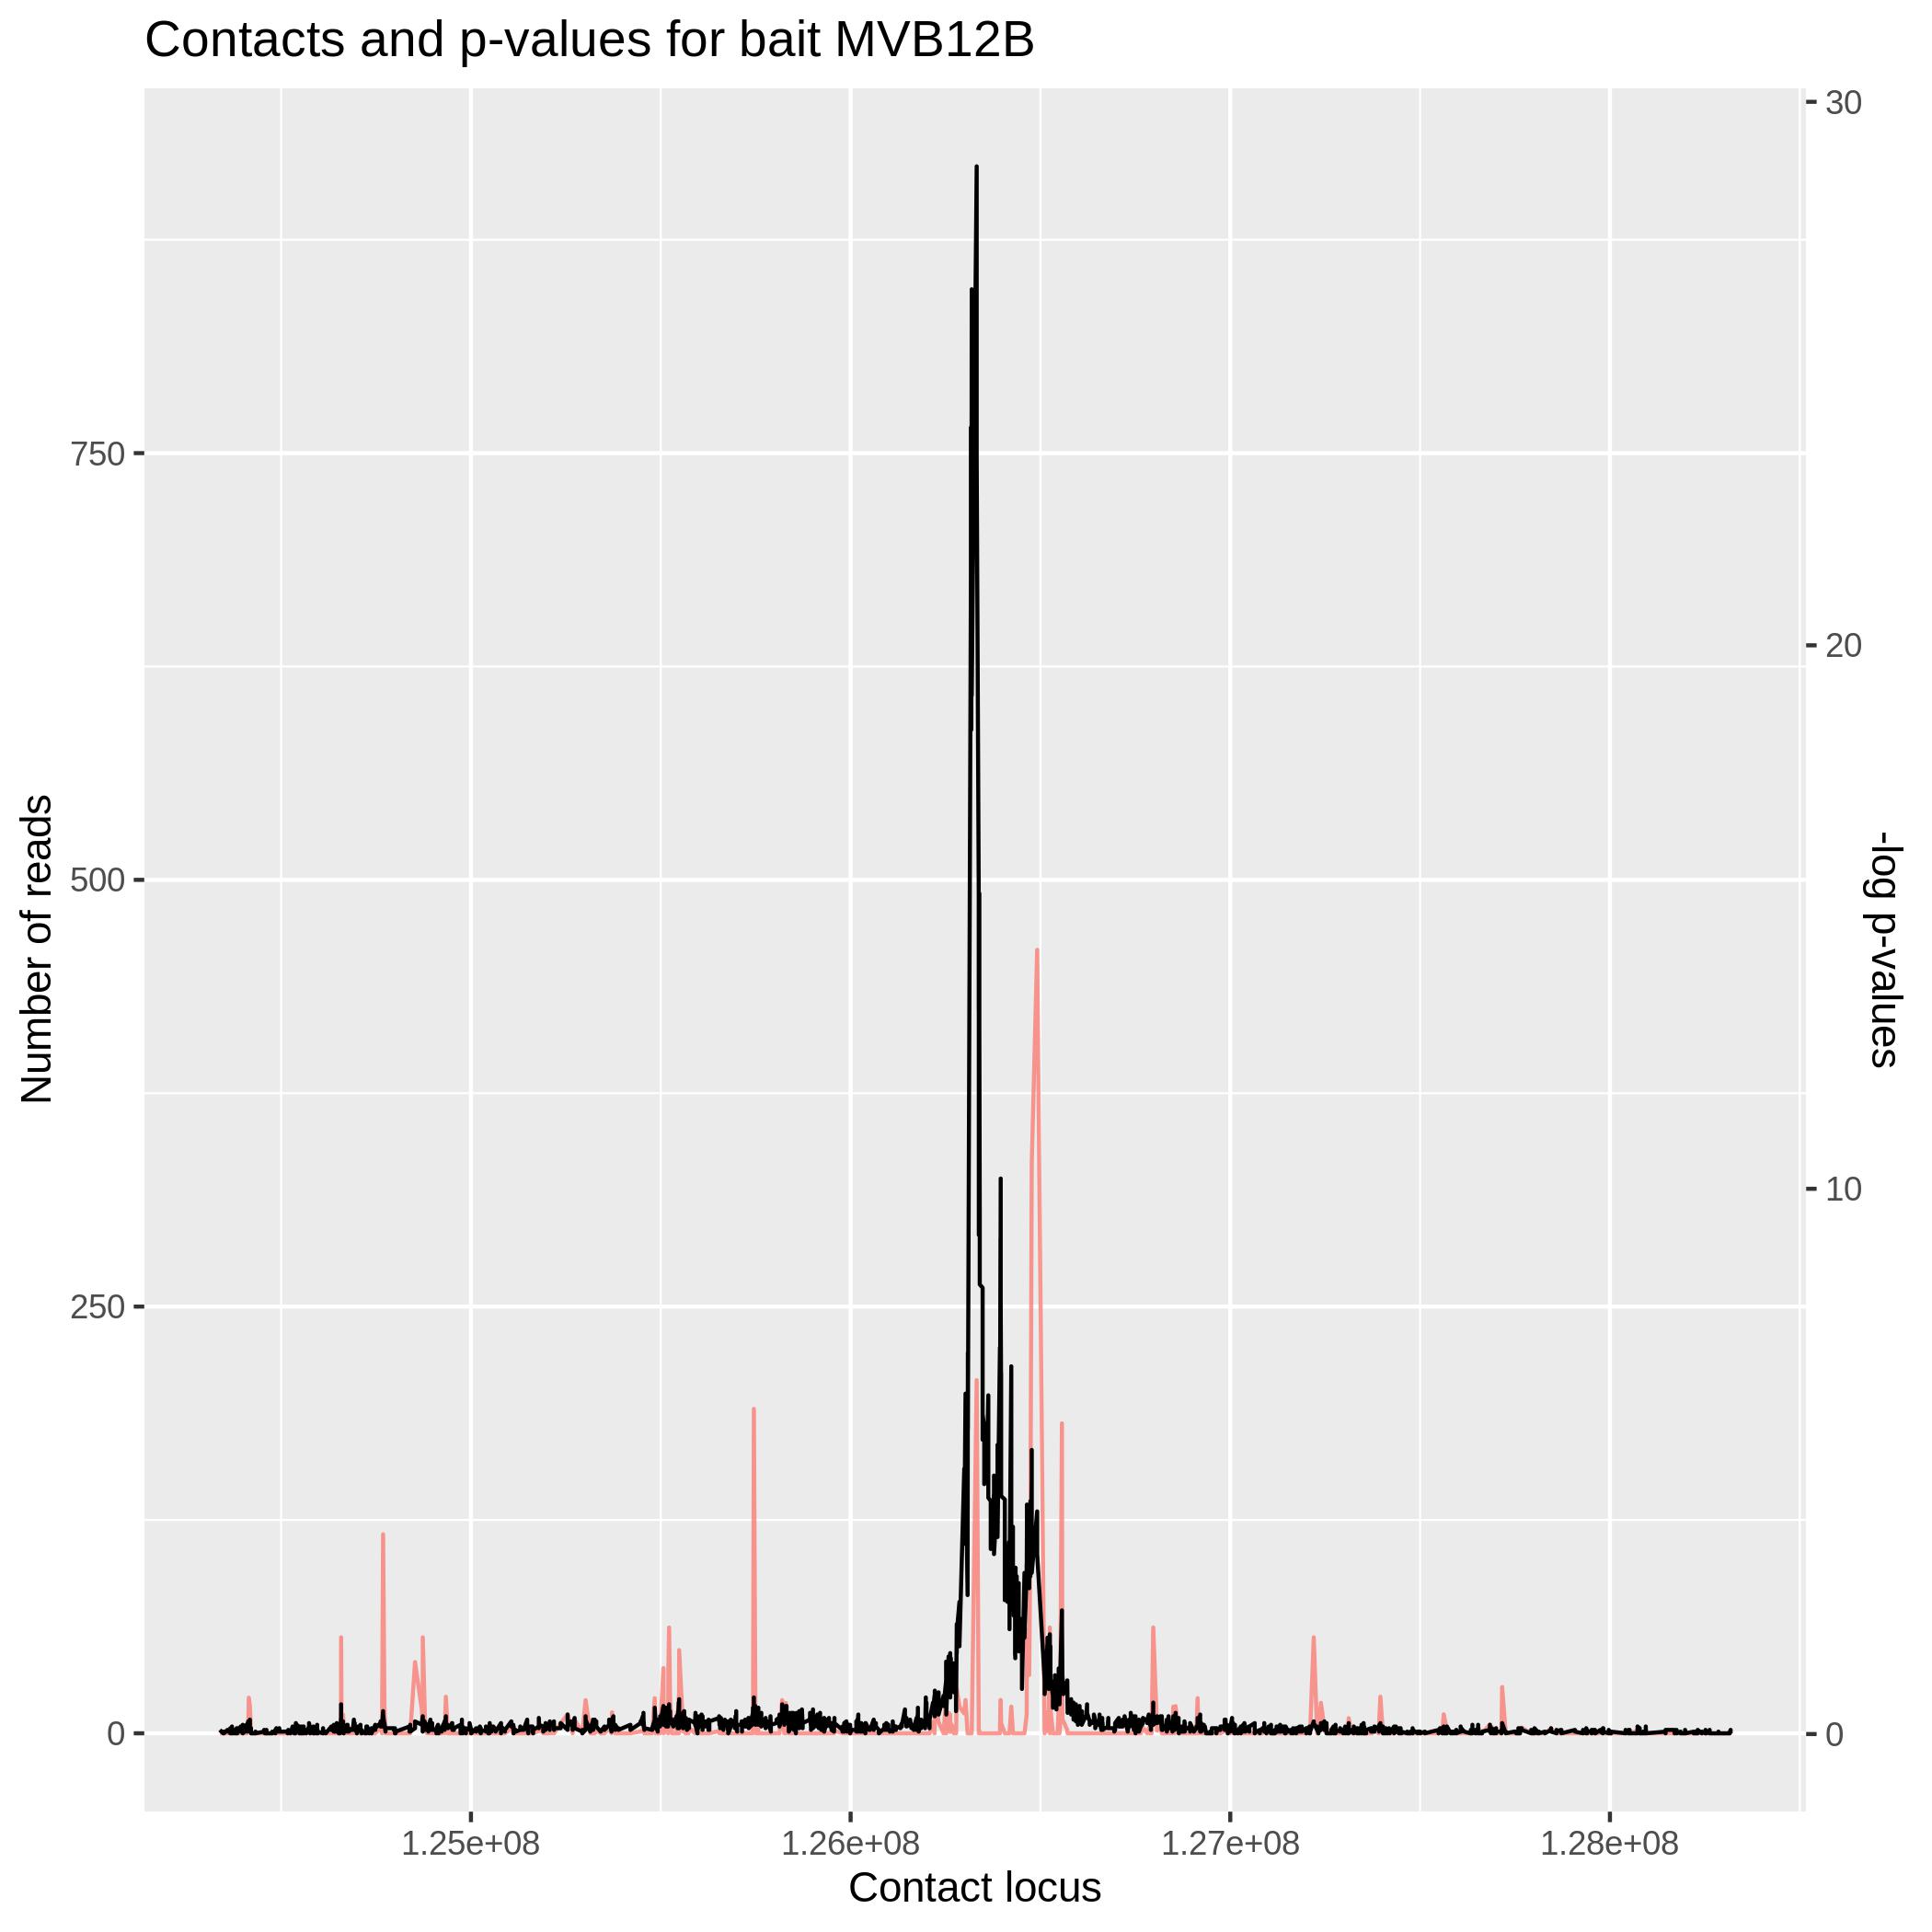 Contacts and p-values for bait MVB12B
30
750
20
Number of reads
-log p-values
500
10
250
0
0
1.25e+08
1.26e+08
1.27e+08
1.28e+08
Contact locus